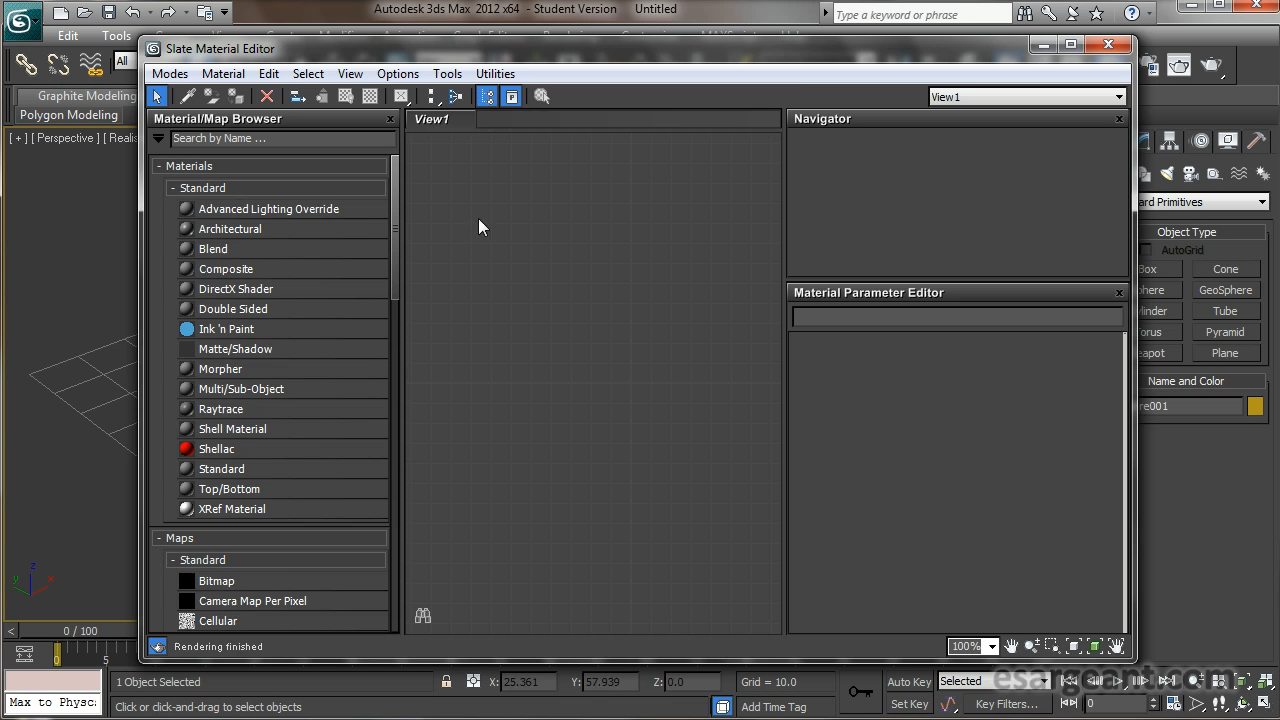 Autodesk 3ds Max 2012 x64 - Student Version Untitled
Type a keyword or phrase
Edit Tools
Slate Material Editor
All
Modes Material Edit Select View Options Tools Utilities
Graphite Modeling
View1
Polygon Modeling
Material/Map Browser
View1
Navigator
[ + ] [ Perspective ] [ Realis
Search by Name ...
- Materials
- Standard
Advanced Lighting Override
Architectural
Blend
Composite
DirectX Shader
Double Sided
Ink 'n Paint
Matte/Shadow
Morpher
Multi/Sub-Object
Raytrace
Shell Material
Shellac
Standard
Top/Bottom
XRef Material
- Maps
- Standard
Bitmap
Camera Map Per Pixel
Cellular
Material Parameter Editor
ard Primitives
Object Type
AutoGrid
Box Cone
phere GeoSphere
linder Tube
orus Pyramid
eapot Plane
Name and Color
re001
z
y
x
< 0 / 100
Rendering finished
100%
0 5
1 Object Selected
X: 25.361 Y: 57.939 Z: 0.0 Grid = 10.0
Auto Key Selected
esargeant.com
Max to Physca
Click or click-and-drag to select objects
Add Time Tag
Set Key Key Filters... 0